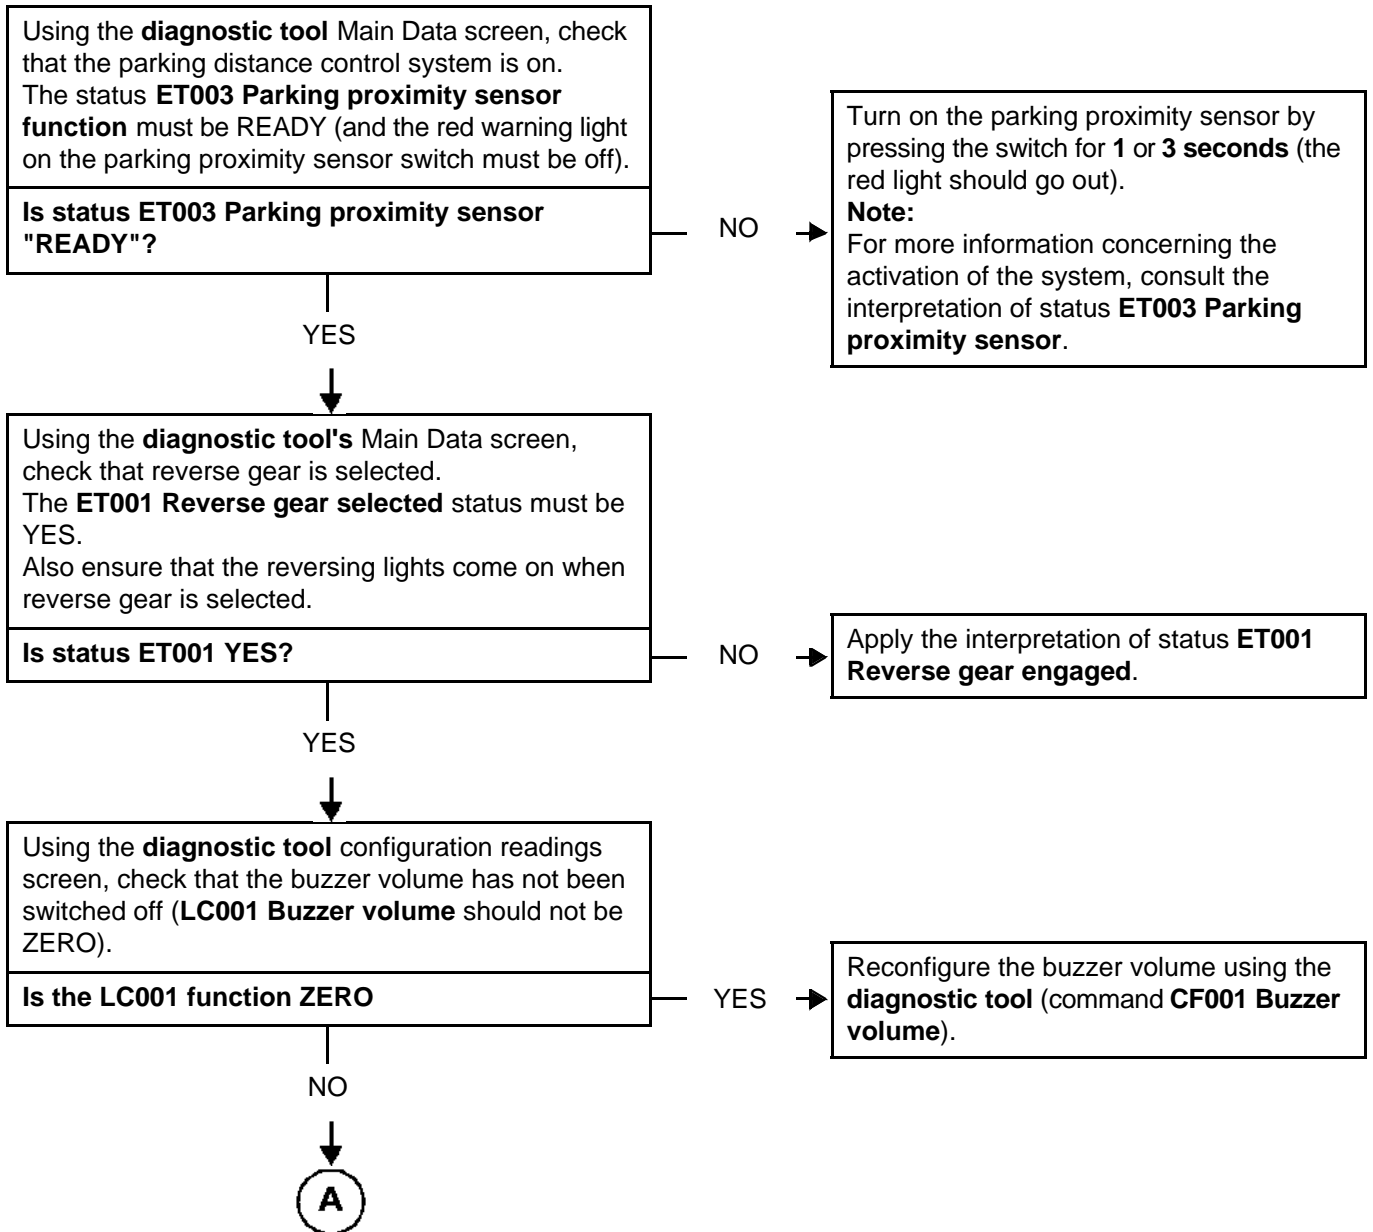 Using the diagnostic tool Main Data screen, check
that the parking distance control system is on.
The status ET003 Parking proximity sensor
function must be READY (and the red warning light
on the parking proximity sensor switch must be off).
Is status ET003 Parking proximity sensor
"READY"?
NO
Turn on the parking proximity sensor by
pressing the switch for 1 or 3 seconds (the
red light should go out).
Note:
For more information concerning the
activation of the system, consult the
interpretation of status ET003 Parking
proximity sensor.
YES
Using the diagnostic tool's Main Data screen,
check that reverse gear is selected.
The ET001 Reverse gear selected status must be
YES.
Also ensure that the reversing lights come on when
reverse gear is selected.
Is status ET001 YES?
NO
Apply the interpretation of status ET001
Reverse gear engaged.
YES
Using the diagnostic tool configuration readings
screen, check that the buzzer volume has not been
switched off (LC001 Buzzer volume should not be
ZERO).
Is the LC001 function ZERO
YES
Reconfigure the buzzer volume using the
diagnostic tool (command CF001 Buzzer
volume).
NO
A